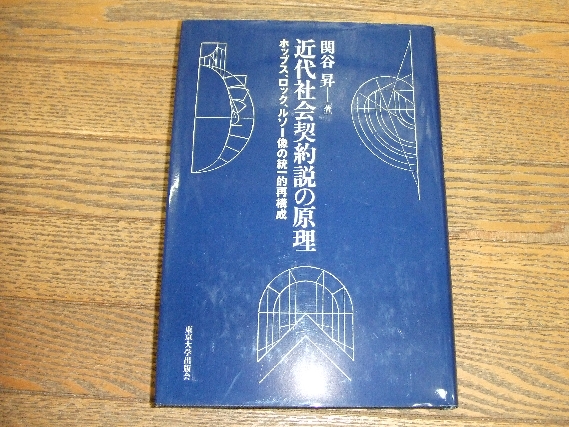 関谷 昇―著
近代社会契約説の原理
ホッブス、ロック、ルソー像の統一的再構成
東京大学出版会